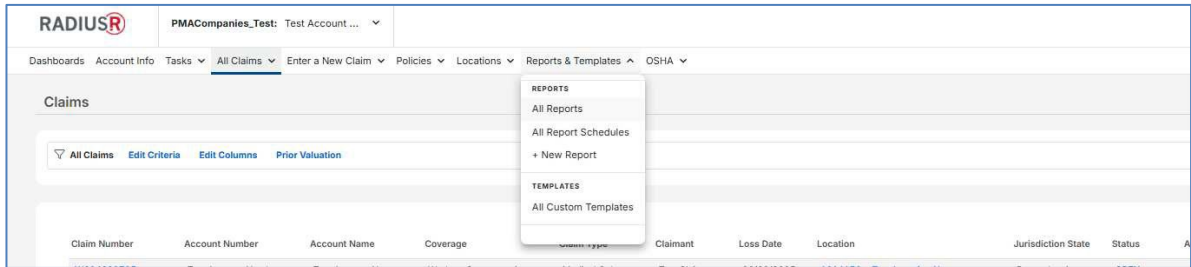 RADIUSR PMACompanies_Test: Test Account ...
Dashboards Account Info Tasks All Claims Enter a New Claim Policies Locations Reports & Templates OSHA
REPORTS
Claims
All Reports
All Report Schedules
All Claims Edit Criteria Edit Columns Prior Valuation
+ New Report
TEMPLATES
All Custom Templates
Claim Number Account Number Account Name Coverage Claim Type Claimant Loss Date Location Jurisdiction State Status A